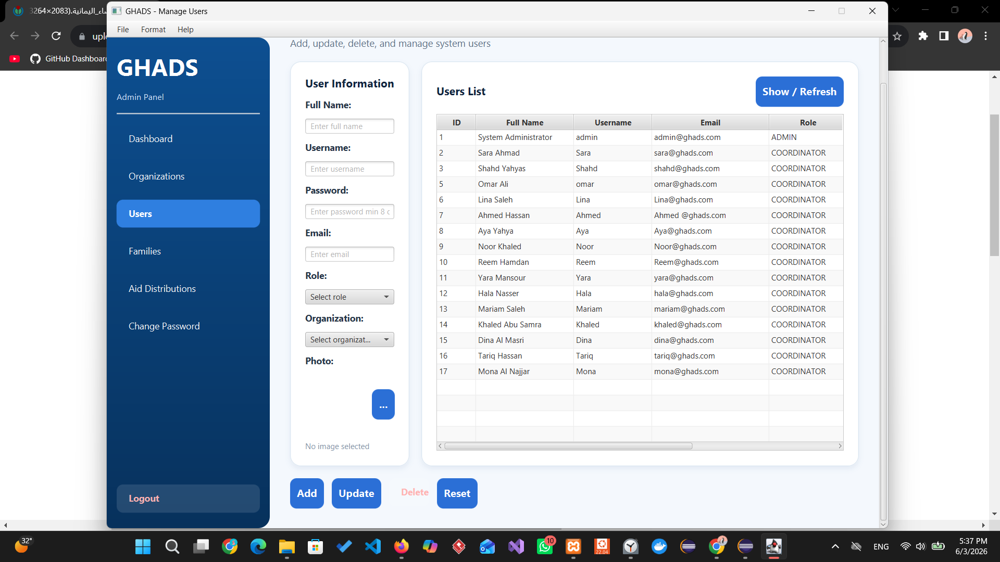 3264×2083).اء_اليمانية
GHADS - Manage Users
File Format Help
GitHub Dashboard
GHADS
Admin Panel
Dashboard
Organizations
Users
Families
Aid Distributions
Change Password
Logout
Add, update, delete, and manage system users
User Information
Full Name:
Enter full name
Username:
Enter username
Password:
Enter password min 8 c
Email:
Enter email
Role:
Select role
Organization:
Select organizat...
Photo:
...
No image selected
Users List
Show / Refresh
ID Full Name Username Email Role
1 System Administrator admin admin@ghads.com ADMIN
2 Sara Ahmad Sara sara@ghads.com COORDINATOR
3 Shahd Yahyas Shahd shahd@ghads.com COORDINATOR
5 Omar Ali omar omar@ghads.com COORDINATOR
6 Lina Saleh Lina Lina@ghads.com COORDINATOR
7 Ahmed Hassan Ahmed Ahmed @ghads.com COORDINATOR
8 Aya Yahya Aya Aya@ghads.com COORDINATOR
9 Noor Khaled Noor Noor@ghads.com COORDINATOR
10 Reem Hamdan Reem Reem@ghads.com COORDINATOR
11 Yara Mansour Yara yara@ghads.com COORDINATOR
12 Hala Nasser Hala hala@ghads.com COORDINATOR
13 Mariam Saleh Mariam mariam@ghads.com COORDINATOR
14 Khaled Abu Samra Khaled khaled@ghads.com COORDINATOR
15 Dina Al Masri Dina dina@ghads.com COORDINATOR
16 Tariq Hassan Tariq tariq@ghads.com COORDINATOR
17 Mona Al Najjar Mona mona@ghads.com COORDINATOR
Add Update Delete Reset
32°
10
22.04
ENG
5:37 PM
6/3/2026